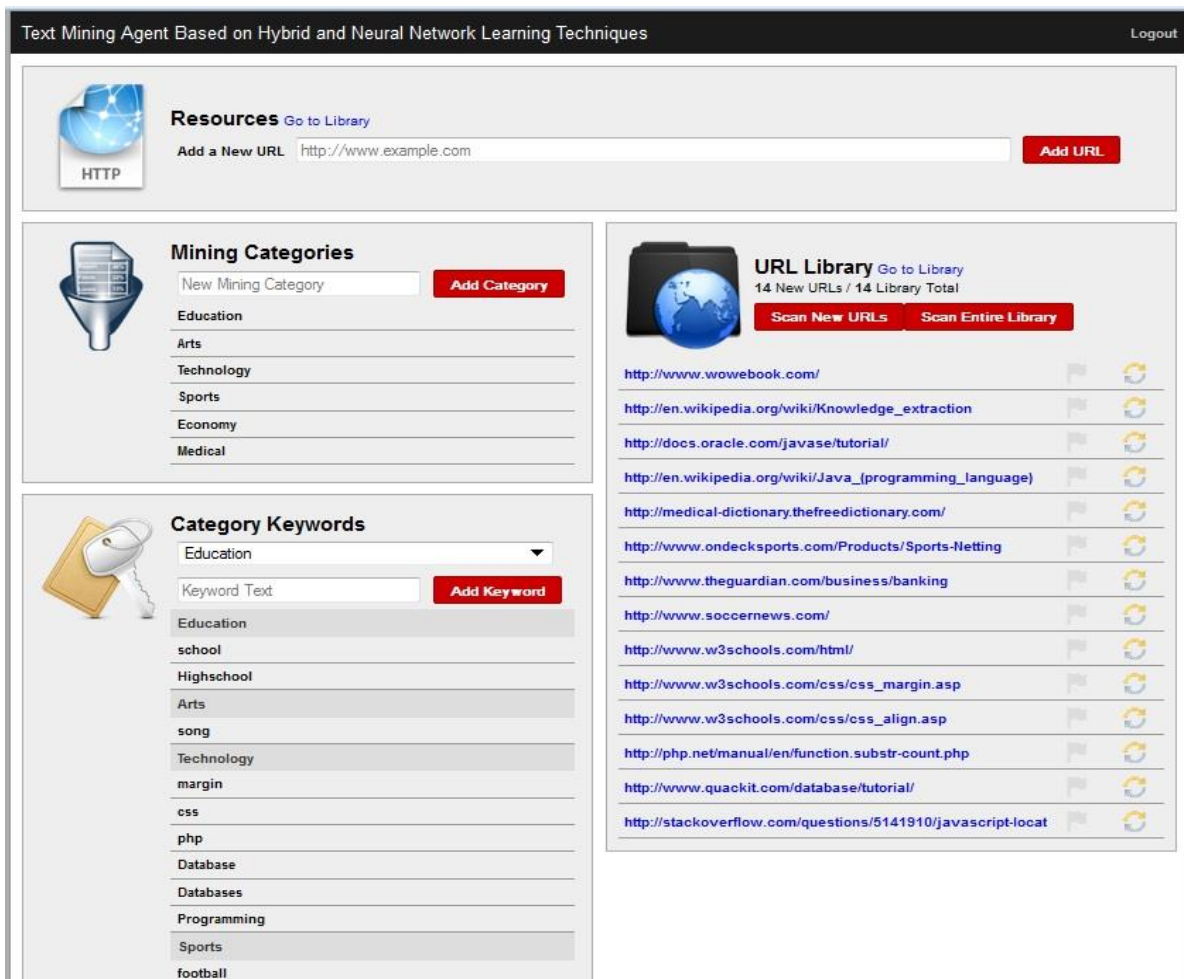 Text Mining Agent Based on Hybrid and Neural Network Learning Techniques
Logout
HTTP
Resources Go to Library
Add a New URL http://www.example.com Add URL
Mining Categories
New Mining Category Add Category
Education
Arts
Technology
Sports
Economy
Medical
Category Keywords
Education
Keyword Text Add Keyword
Education
school
Highschool
Arts
song
Technology
margin
css
php
Database
Databases
Programming
Sports
football
URL Library Go to Library
14 New URLs / 14 Library Total
Scan New URLs Scan Entire Library
http://www.wowebook.com/
http://en.wikipedia.org/wiki/Knowledge_extraction
http://docs.oracle.com/javase/tutorial/
http://en.wikipedia.org/wiki/Java_(programming_language)
http://medical-dictionary.thefreedictionary.com/
http://www.ondecksports.com/Products/Sports-Netting
http://www.theguardian.com/business/banking
http://www.soccernews.com/
http://www.w3schools.com/html/
http://www.w3schools.com/css/css_margin.asp
http://www.w3schools.com/css/css_align.asp
http://php.net/manual/en/function.substr-count.php
http://www.quackit.com/database/tutorial/
http://stackoverflow.com/questions/5141910/javascript-locat